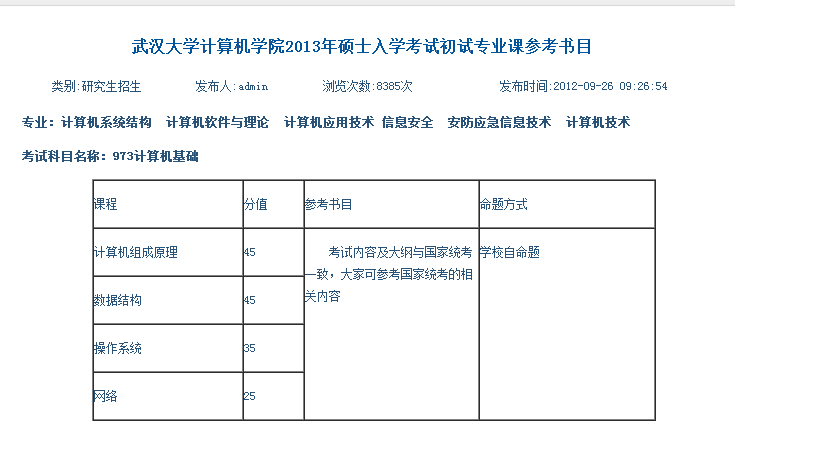 武汉大学计算机学院2013年硕士入学考试初试专业课参考书目
类别:研究生招生 发布人:admin 浏览次数:8385次 发布时间:2012-09-26 09:26:54
专业：计算机系统结构 计算机软件与理论 计算机应用技术 信息安全 安防应急信息技术 计算机技术
考试科目名称：973计算机基础
课程 分值 参考书目 命题方式
计算机组成原理 45 考试内容及大纲与国家统考 学校自命题
一致，大家可参考国家统考的相
关内容
数据结构 45
操作系统 35
网络 25